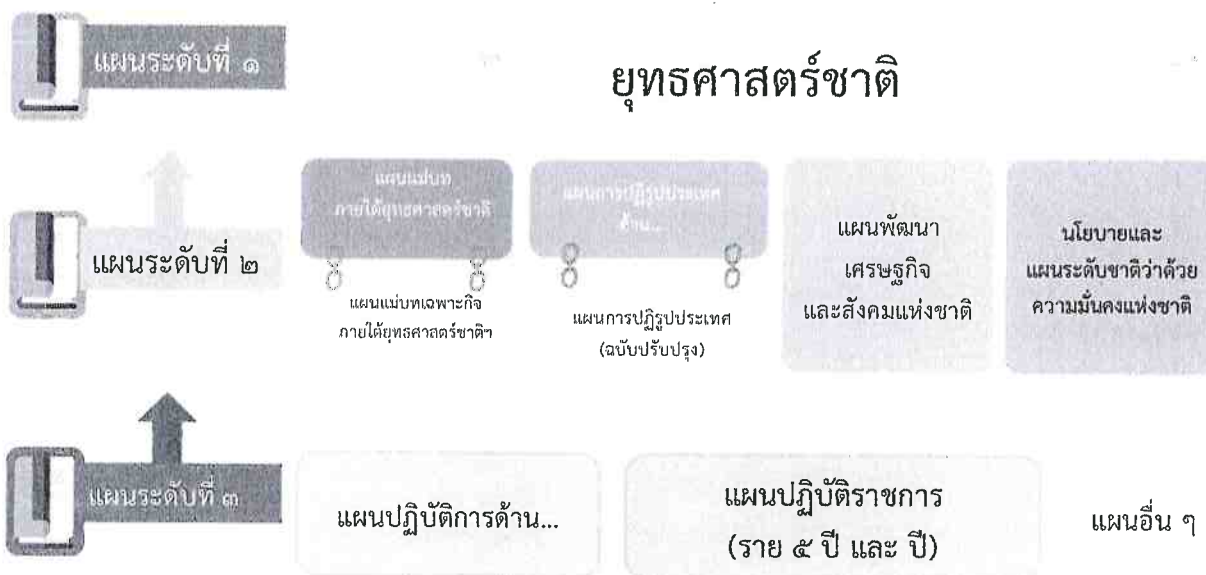 แผนระดับที่ ๑
ยุทธศาสตร์ชาติ
แผนระดับที่ ๒
แผนแม่บท
ภายใต้ยุทธศาสตร์ชาติ
แผนแม่บทเฉพาะกิจ
ภายใต้ยุทธศาสตร์ชาติฯ
แผนการปฏิรูปประเทศ
ด้าน...
แผนการปฏิรูปประเทศ
(ฉบับปรับปรุง)
แผนพัฒนา
เศรษฐกิจ
และสังคมแห่งชาติ
นโยบายและ
แผนระดับชาติว่าด้วย
ความมั่นคงแห่งชาติ
แผนระดับที่ ๓
แผนปฏิบัติการด้าน...
แผนปฏิบัติราชการ
(ราย ๕ ปี และ ปี)
แผนอื่น ๆ